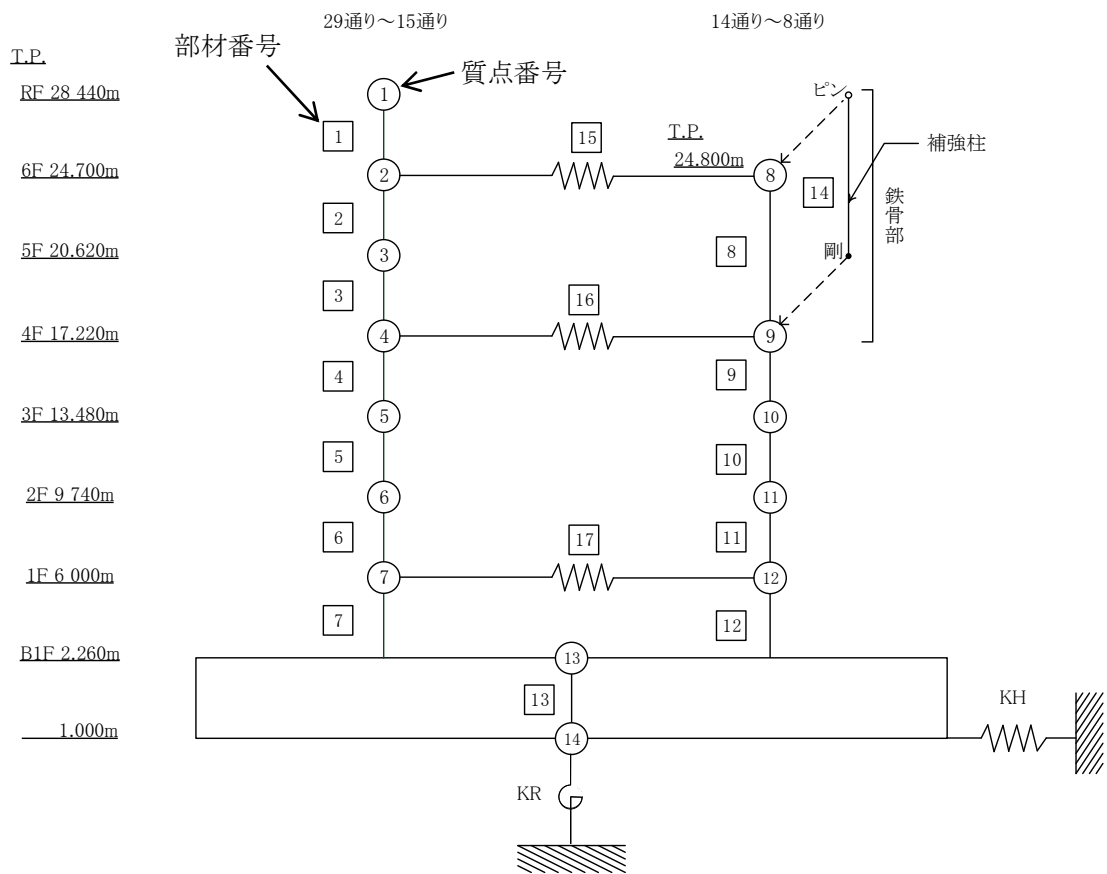 29通り～15通り
14通り～8通り
部材番号
質点番号
T.P.
RF 28 440m
1
1
ピン
15
T.P.
24.800m
補強柱
6F 24.700m
2
8
14
鉄骨部
2
5F 20.620m
3
8
剛
3
16
4F 17.220m
4
9
4
9
3F 13.480m
5
10
5
10
2F 9 740m
6
11
6
17
11
1F 6 000m
7
12
7
12
B1F 2.260m
13
13
KH
1.000m
14
KR